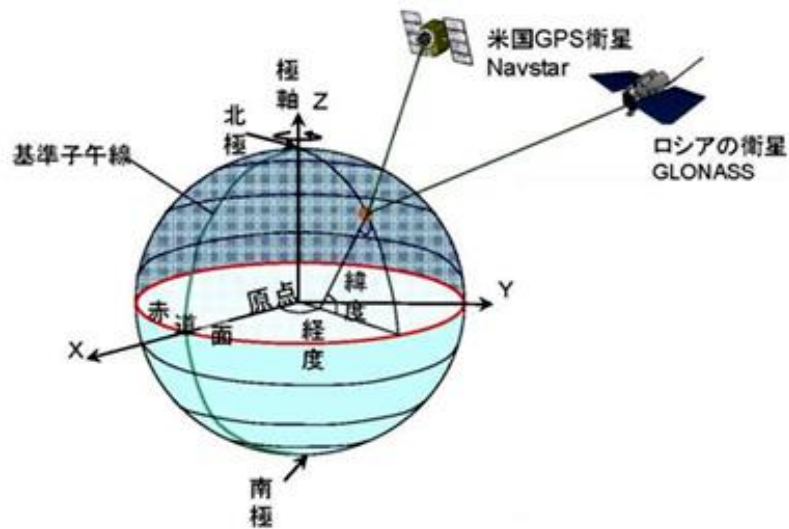 米国GPS衛星
Navstar
極軸
Z
北極
基準子午線
ロシアの衛星
GLONASS
原点
緯度
Y
赤道面
経度
X
南極